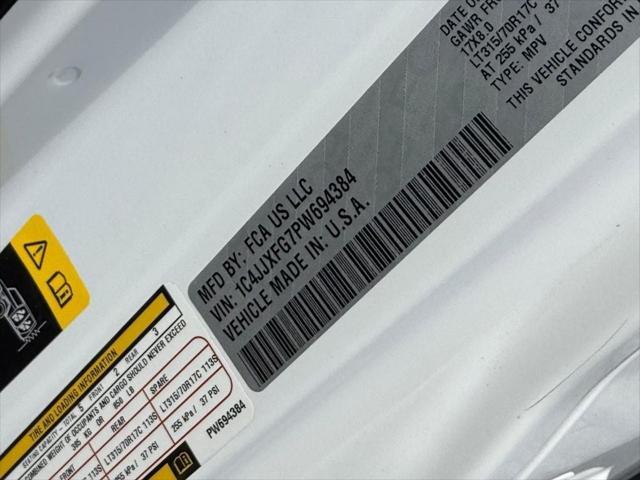 MFD BY: FCA US LLC
VIN: 1C4JJXFG7PW694384
VEHICLE MADE IN: U.S.A.
DATE OF
GAWR FR
17X8.0
LT315/70R17C
AT 255 kPa / 37
TYPE: MPV
THIS VEHICLE CONFOR
STANDARDS IN
TIRE AND LOADING INFORMATION
SEATING CAPACITY - TOTAL 5 FRONT 2 REAR 3
COMBINED WEIGHT OF OCCUPANTS AND CARGO SHOULD NEVER EXCEED
385 KG OR 850 LB
FRONT REAR SPARE
113S LT315/70R17C 113S LT315/70R17C 113S
255 kPa / 37 PSI 255 kPa / 37 PSI
PW694384